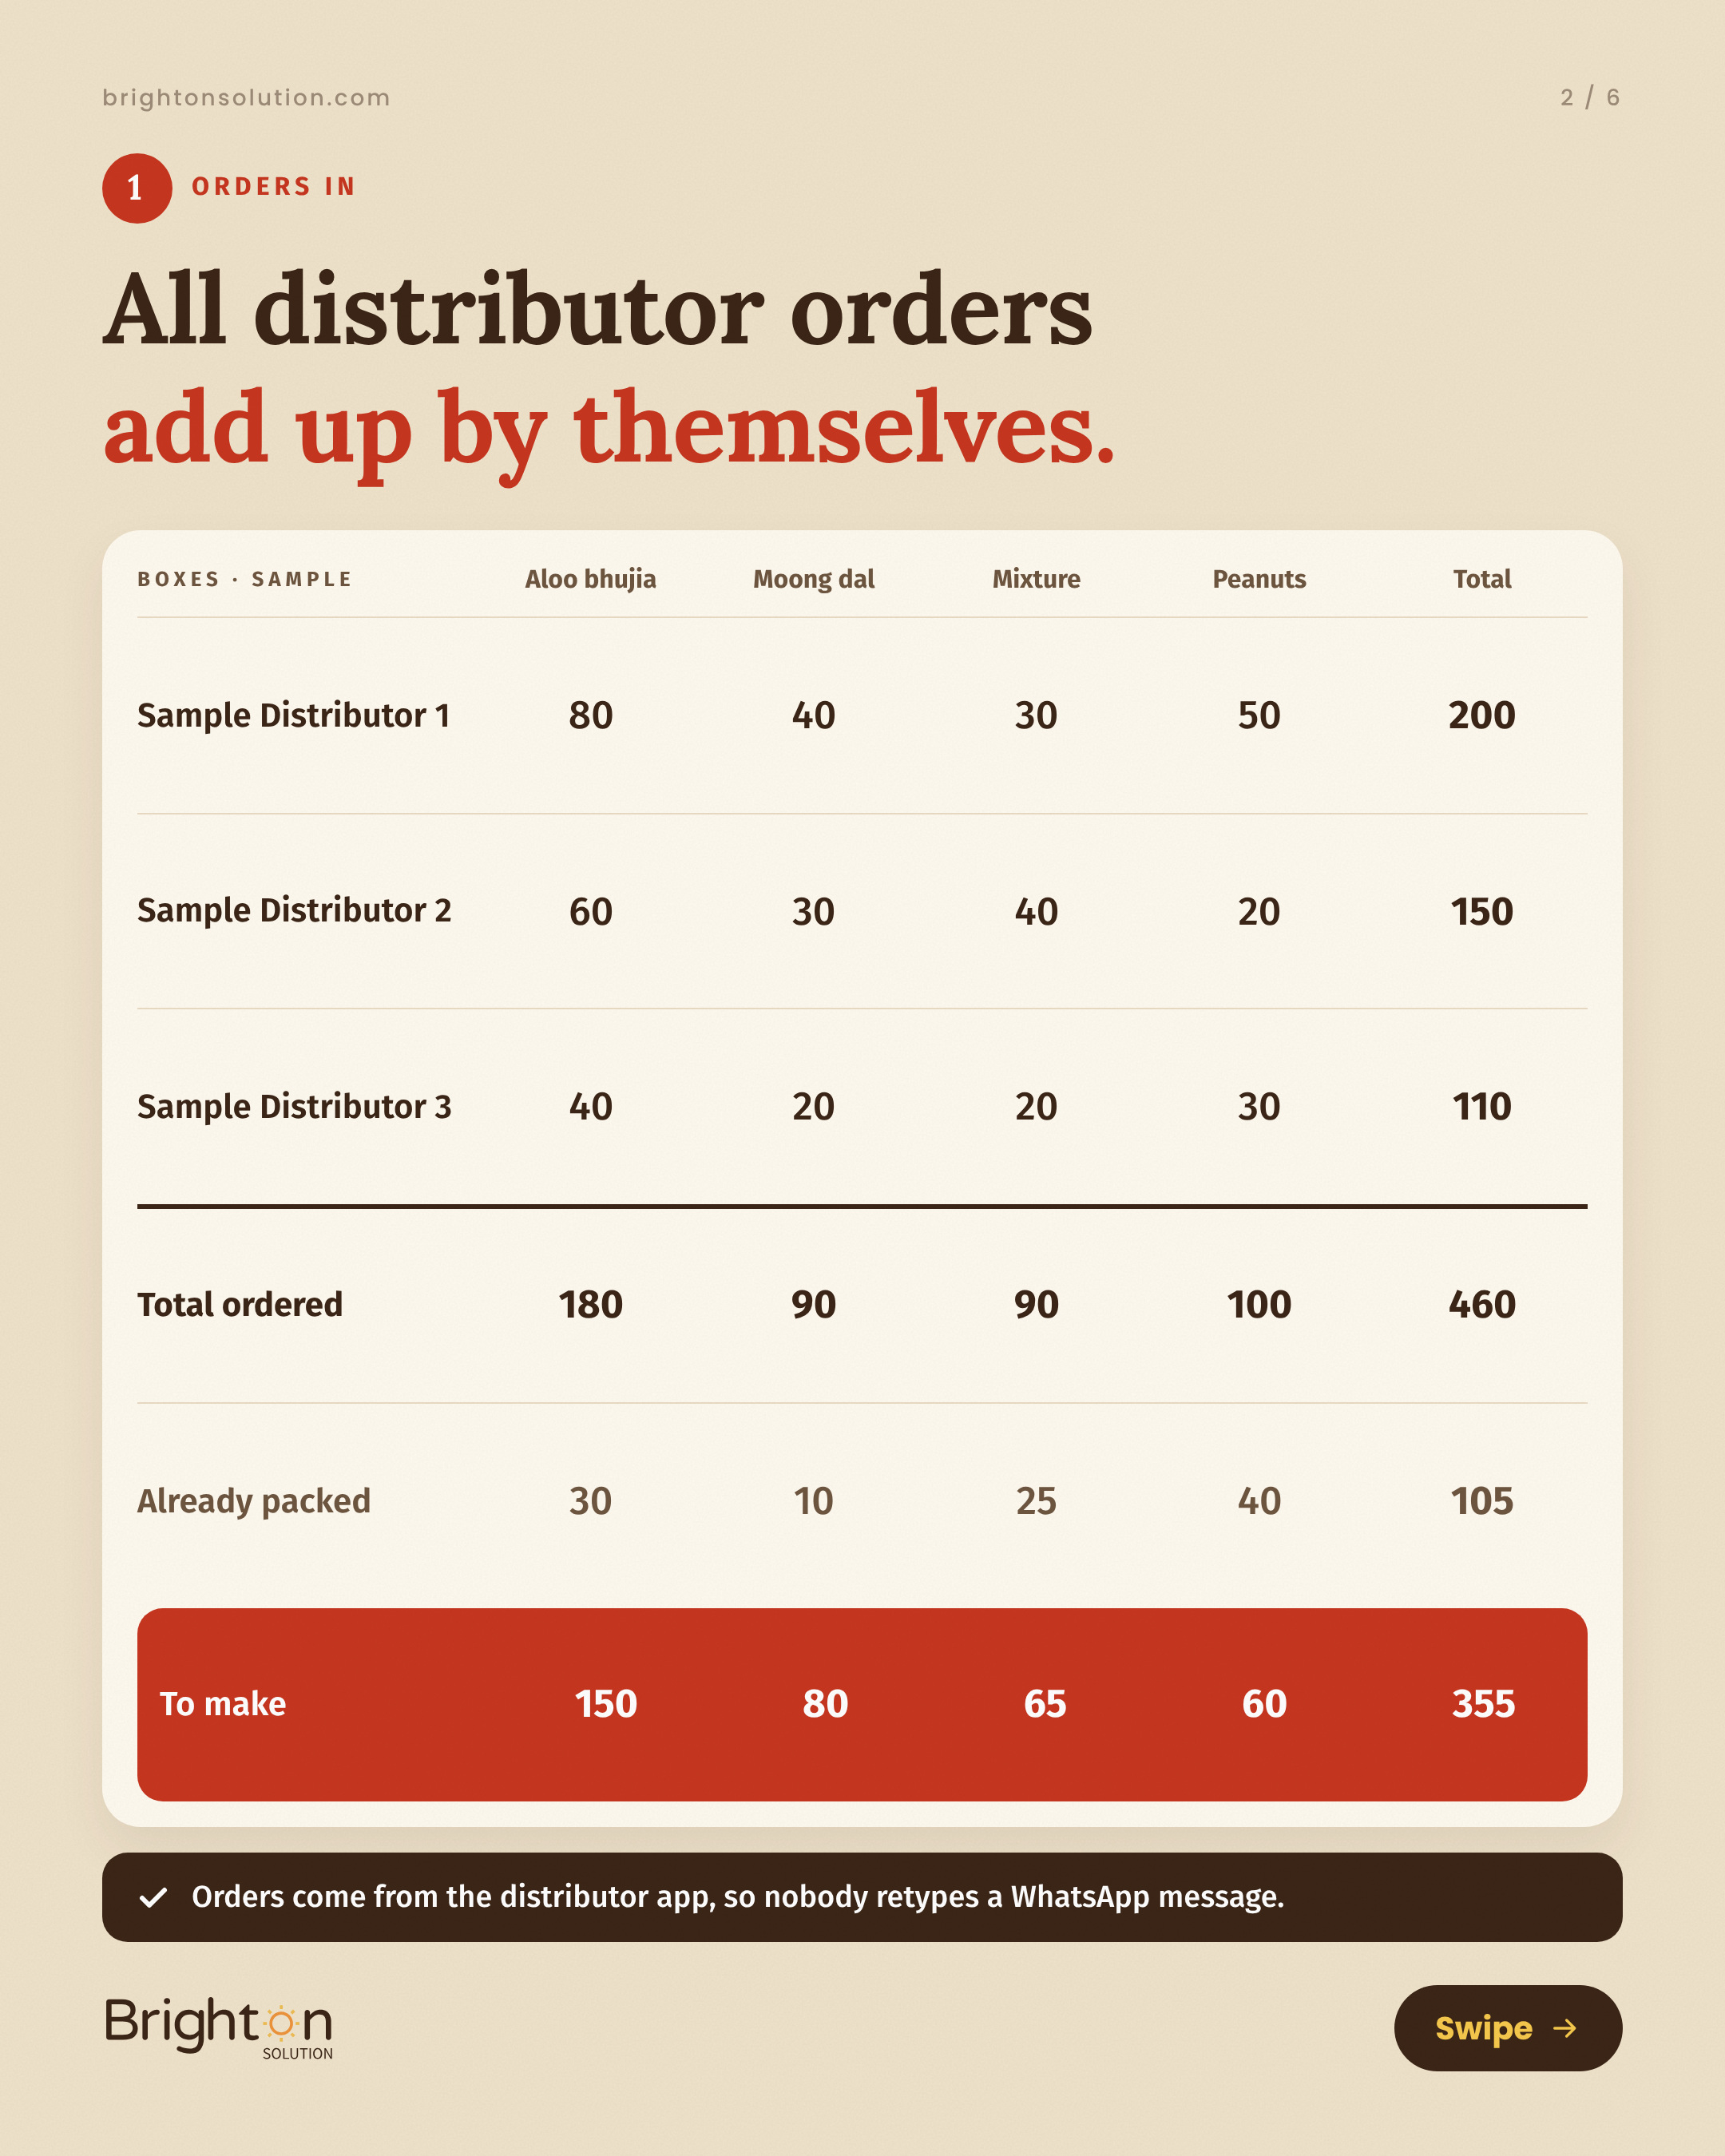 brightonsolution.com
2 / 6
1 ORDERS IN
All distributor orders
add up by themselves.
BOXES · SAMPLE Aloo bhujia Moong dal Mixture Peanuts Total
Sample Distributor 1 80 40 30 50 200
Sample Distributor 2 60 30 40 20 150
Sample Distributor 3 40 20 20 30 110
Total ordered 180 90 90 100 460
Already packed 30 10 25 40 105
To make 150 80 65 60 355
Orders come from the distributor app, so nobody retypes a WhatsApp message.
Brighton
SOLUTION
Swipe →